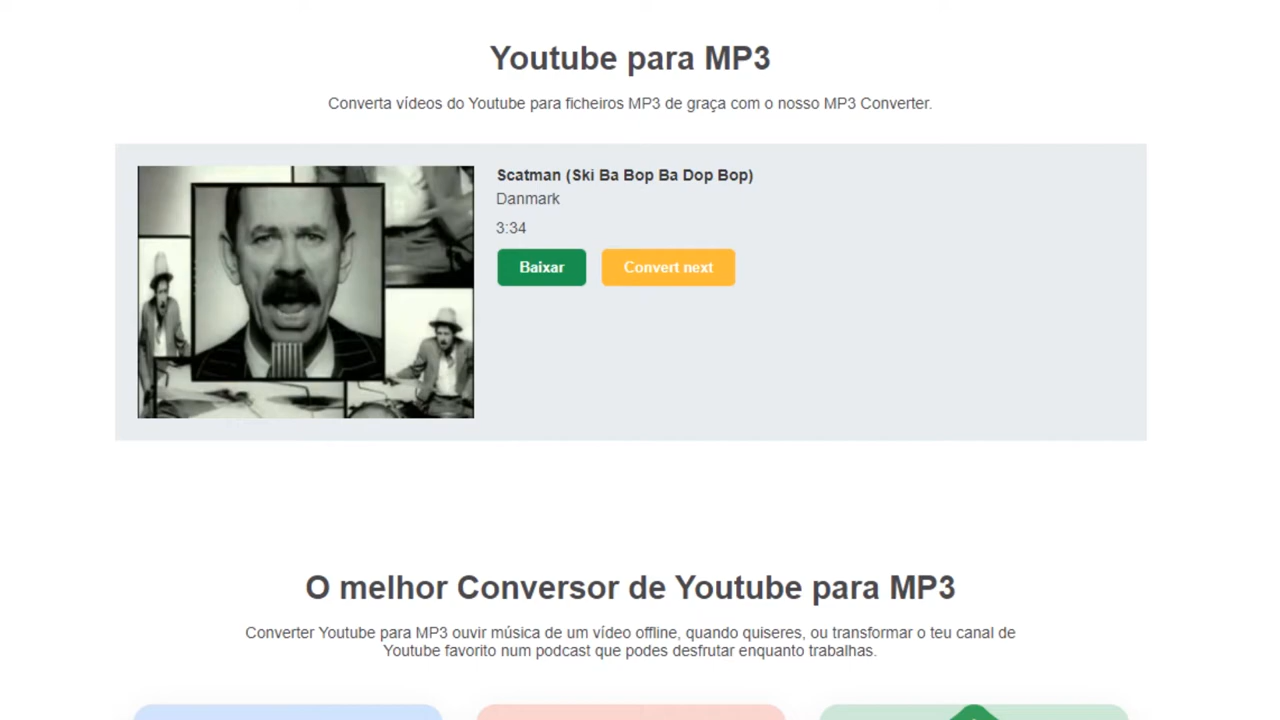 Youtube para MP3
Converta vídeos do Youtube para ficheiros MP3 de graça com o nosso MP3 Converter.
Scatman (Ski Ba Bop Ba Dop Bop)
Danmark
3:34
Baixar
Convert next
O melhor Conversor de Youtube para MP3
Converter Youtube para MP3 ouvir música de um vídeo offline, quando quiseres, ou transformar o teu canal de
Youtube favorito num podcast que podes desfrutar enquanto trabalhas.